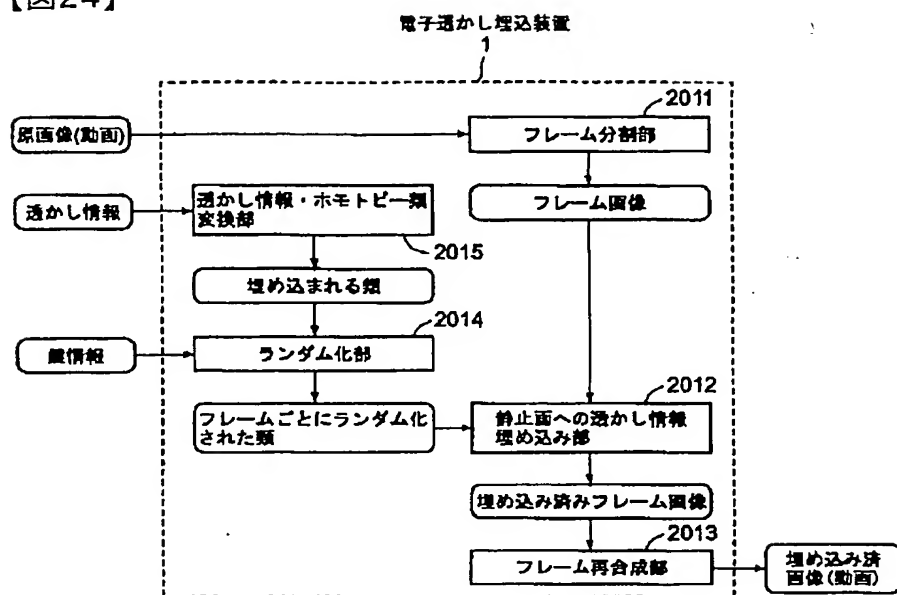 【図24】
電子透かし埋込装置
1
2011
原画像(動画)
フレーム分割部
透かし情報
透かし情報・ホモトピー類
変換部
フレーム画像
2015
埋め込まれる類
2014
鍵情報
ランダム化部
2012
フレームごとにランダム化
された類
静止画への透かし情報
埋め込み部
埋め込み済みフレーム画像
2013
フレーム再合成部
埋め込み済
画像(動画)